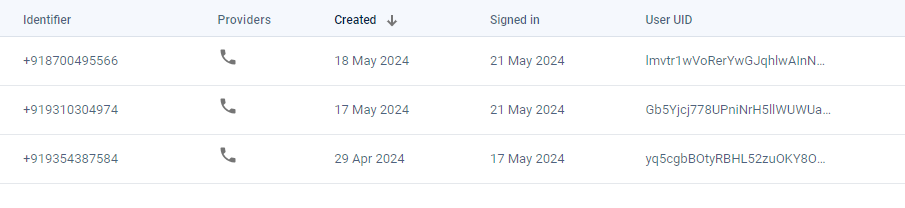 Identifier Providers Created Signed in User UID
+918700495566 18 May 2024 21 May 2024 lmvtr1wVoRerYwGJqhlwAInN...
+919310304974 17 May 2024 21 May 2024 Gb5Yjcj778UPniNrH5llWUWUa...
+919354387584 29 Apr 2024 17 May 2024 yq5cgbBOtyRBHL52zuOKY8O...